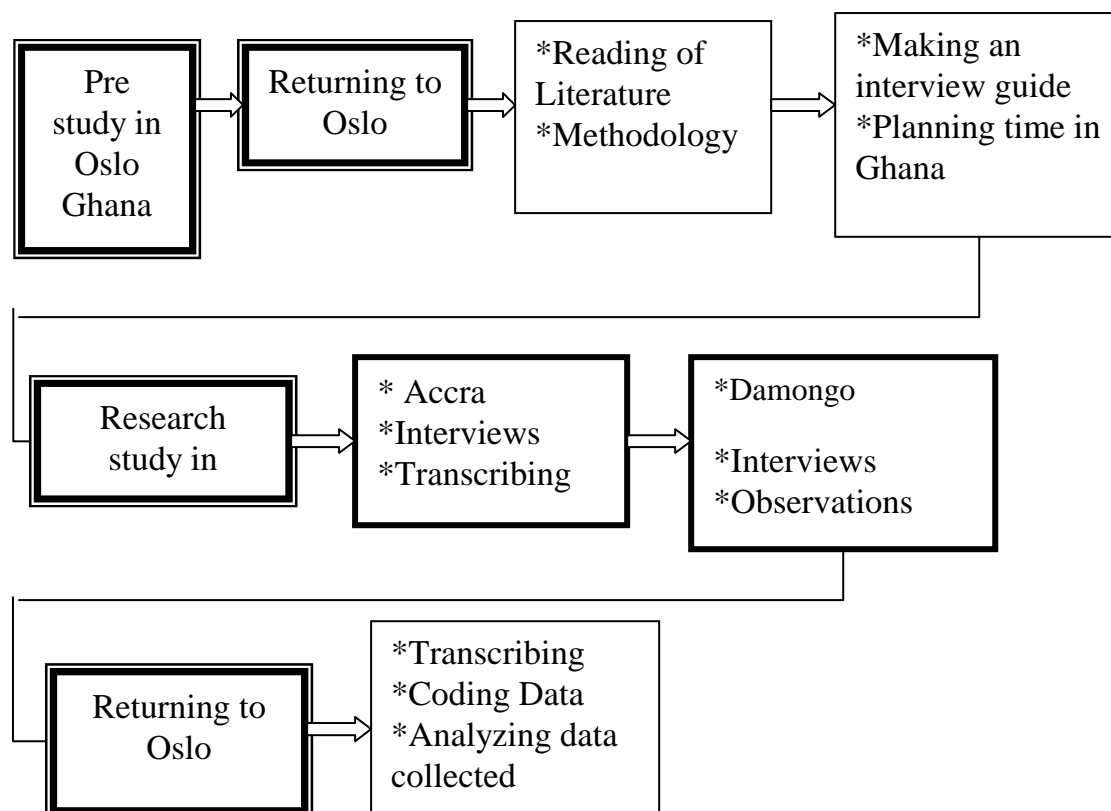 Pre
study in
Oslo
Ghana
Returning to
Oslo
*Reading of
Literature
*Methodology
*Making an
interview guide
*Planning time in
Ghana
Research
study in
* Accra
*Interviews
*Transcribing
*Damongo
*Interviews
*Observations
Returning to
Oslo
*Transcribing
*Coding Data
*Analyzing data
collected